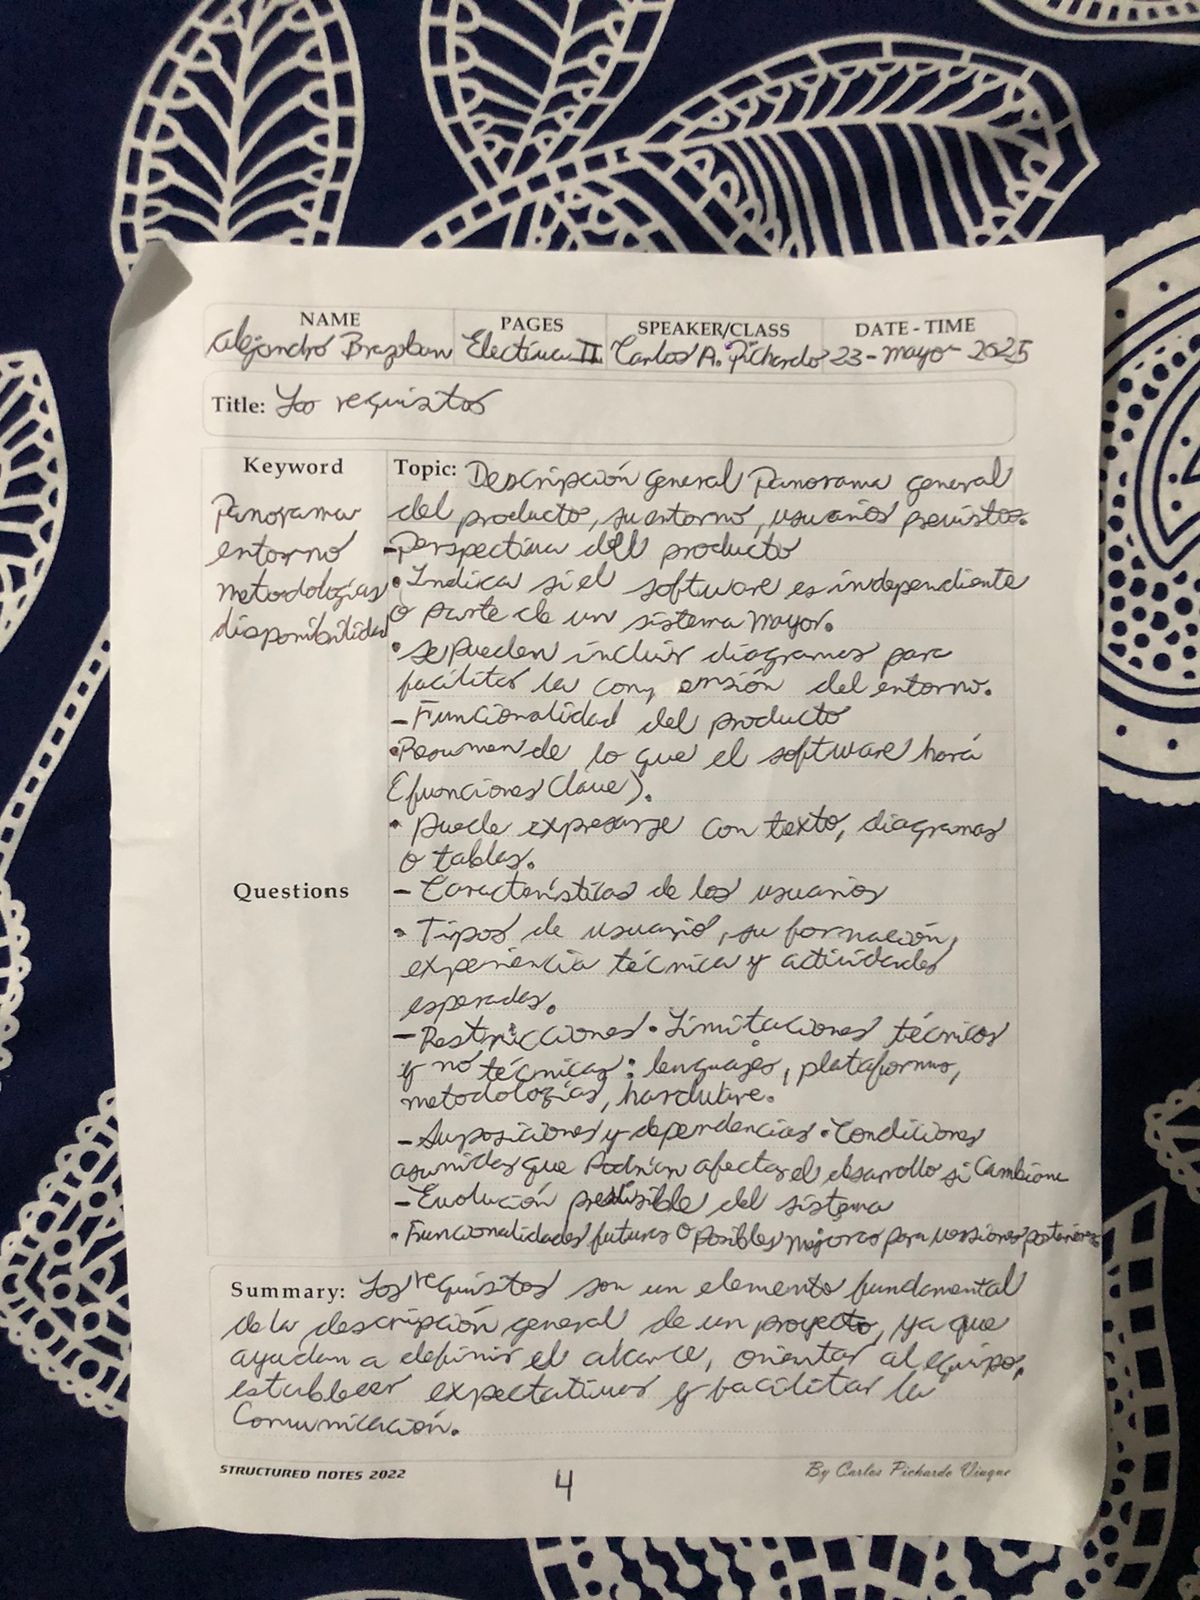 NAME PAGES SPEAKER/CLASS DATE - TIME
Alejandro Brazoban Electiva II Carlos A. Pichardo 23-mayo-2025
Title: Los requisitos
Keyword
Panorama
entorno
metodologías
disponibilidad
Topic: Descripción general Panorama general
del producto, su entorno, usuarios previstos.
-Perspectiva del producto
• Indica si el software es independiente
o parte de un sistema mayor.
• se pueden incluir diagramas para
facilitar la comprensión del entorno.
- Funcionalidad del producto
• Resumen de lo que el software hará
(funciones clave).
• puede expresarse con texto, diagramas
o tablas.
Questions
- Características de los usuarios
• Tipos de usuario, su formación,
experiencia técnica y actividades
esperadas.
- Restricciones • Limitaciones técnicos
y no técnicas: lenguajes, plataformas,
metodologías, hardware.
- Suposiciones y dependencias • Condiciones
asumidas que Podrían afectar el desarrollo si Cambian
- Evolución previsible del sistema
• Funcionalidades futuras o posibles mejoras para versiones posteriores
Summary: Los requisitos son un elemento fundamental
de la descripción general de un proyecto, ya que
ayudan a definir el alcance, orientar al equipo,
establecer expectativas y facilitar la
Comunicación.
STRUCTURED NOTES 2022 4 By Carlos Pichardo Viuque